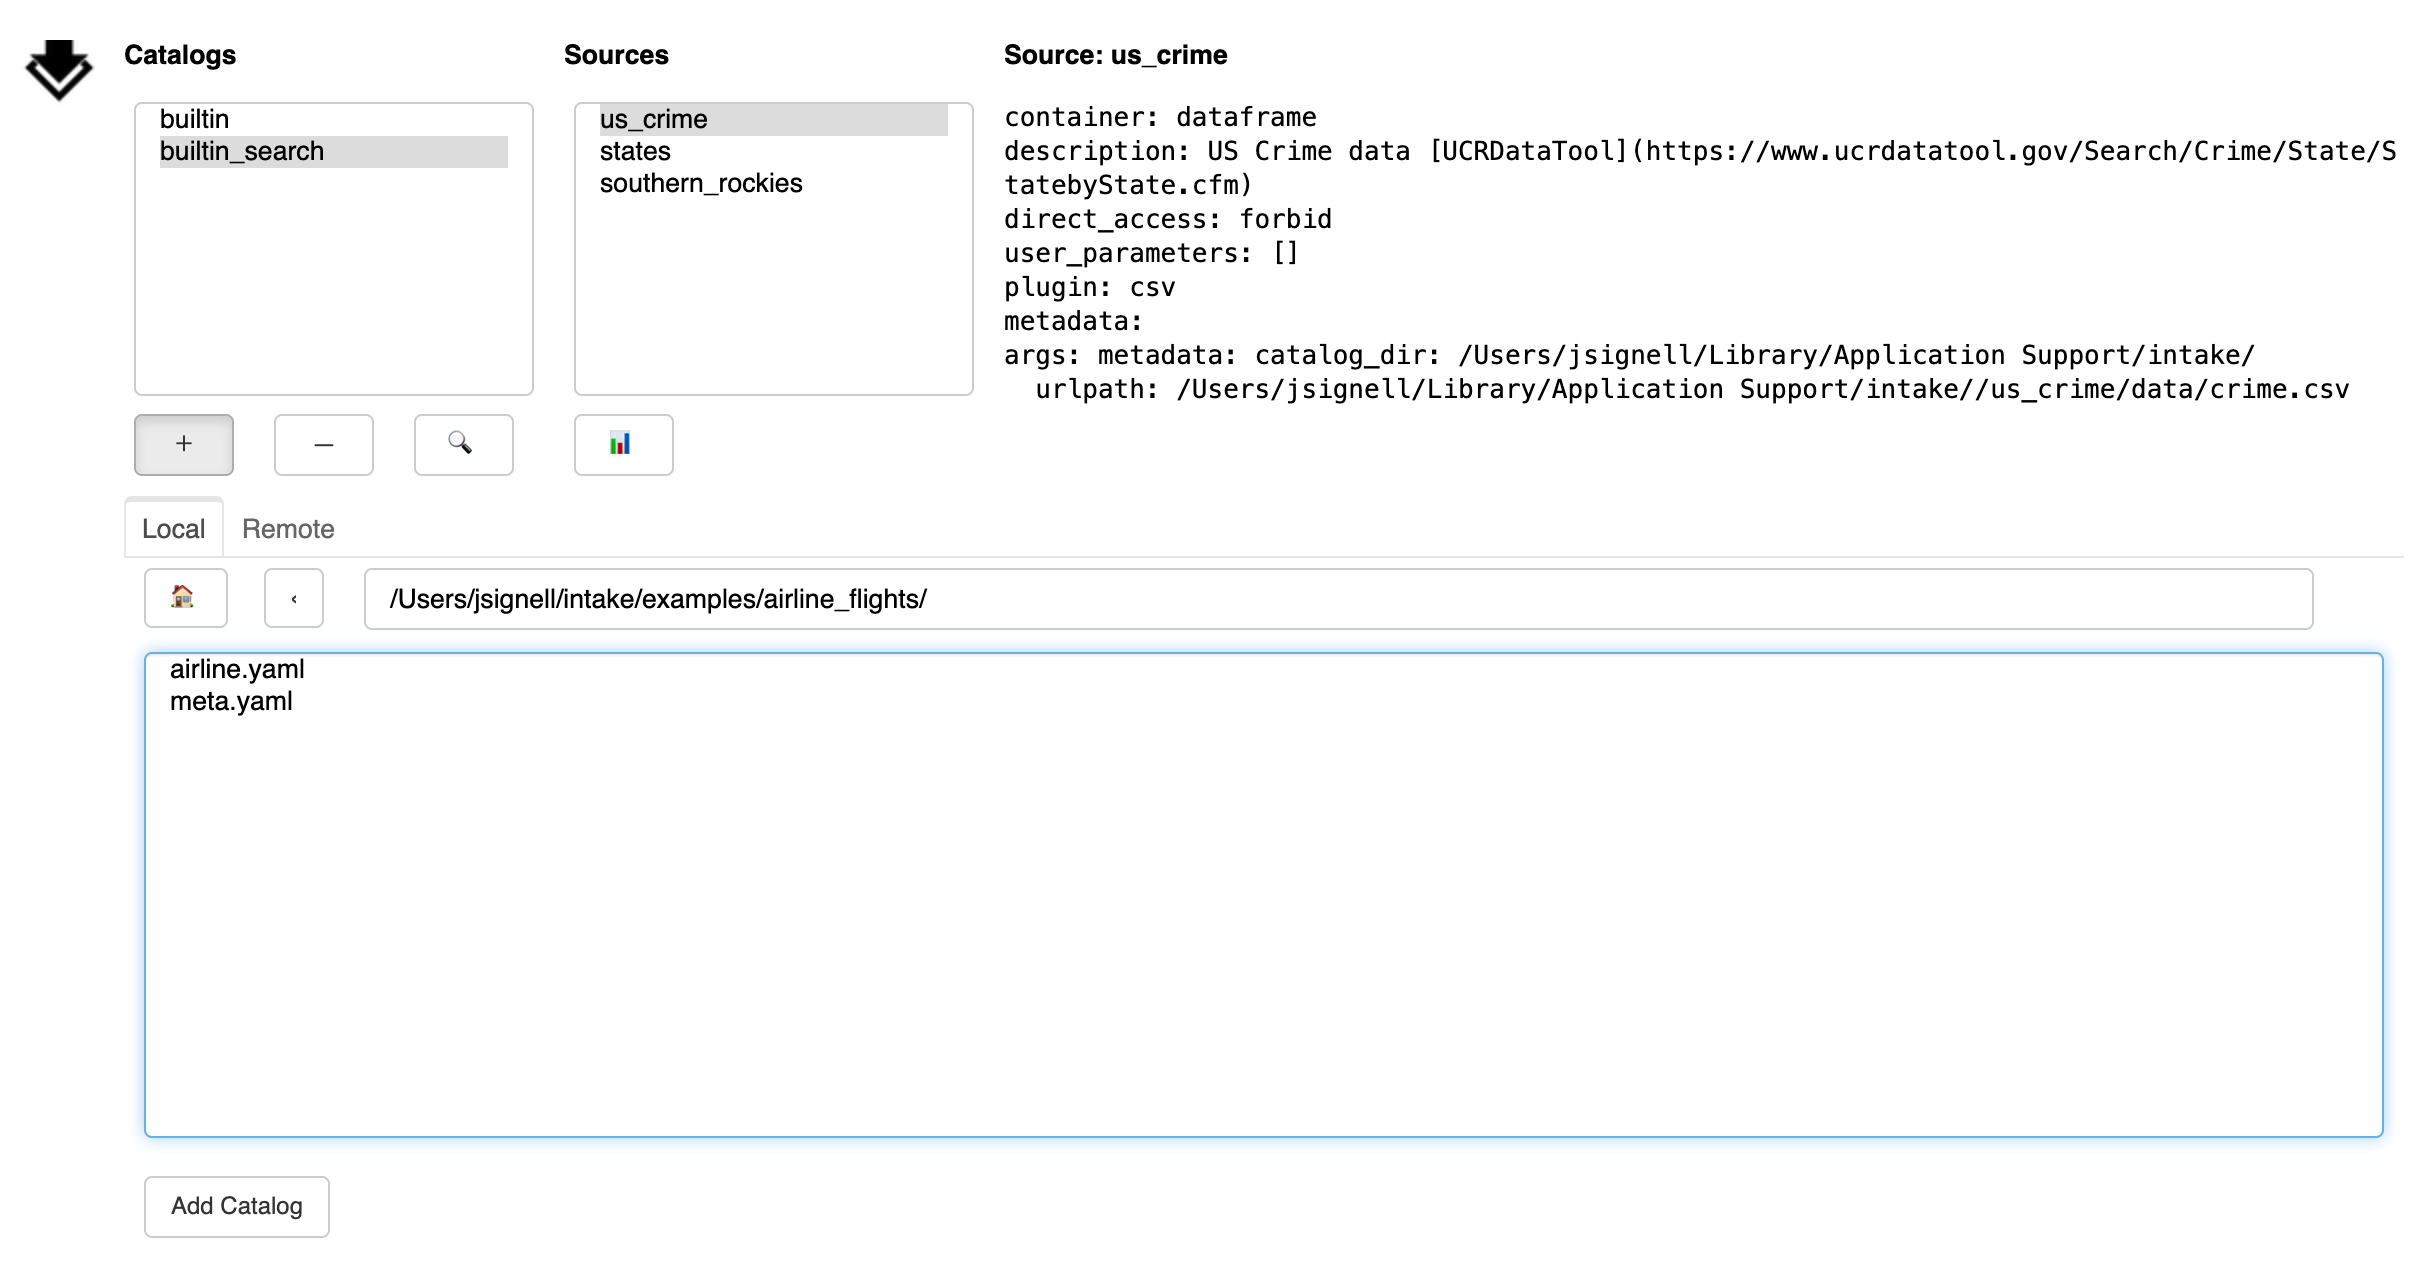 Catalogs
builtin
builtin_search
+
–
Sources
us_crime
states
southern_rockies
Source: us_crime
container: dataframe
description: US Crime data [UCRDataTool](https://www.ucrdatatool.gov/Search/Crime/State/S
tatebyState.cfm)
direct_access: forbid
user_parameters: []
plugin: csv
metadata:
args: metadata: catalog_dir: /Users/jsignell/Library/Application Support/intake/
urlpath: /Users/jsignell/Library/Application Support/intake//us_crime/data/crime.csv
Local Remote
‹ /Users/jsignell/intake/examples/airline_flights/
airline.yaml
meta.yaml
Add Catalog